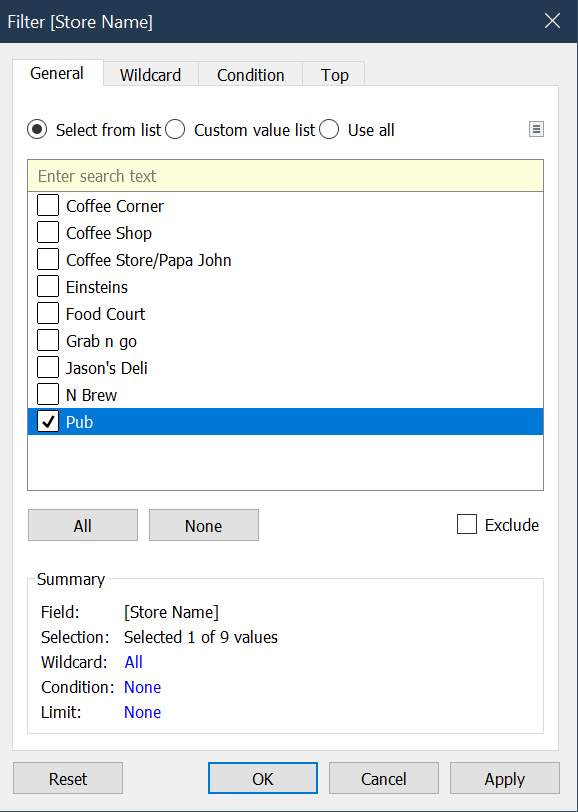 Filter [Store Name]
General Wildcard Condition Top
Select from list Custom value list Use all
Enter search text
Coffee Corner
Coffee Shop
Coffee Store/Papa John
Einsteins
Food Court
Grab n go
Jason's Deli
N Brew
Pub
All None Exclude
Summary
Field: [Store Name]
Selection: Selected 1 of 9 values
Wildcard: All
Condition: None
Limit: None
Reset OK Cancel Apply